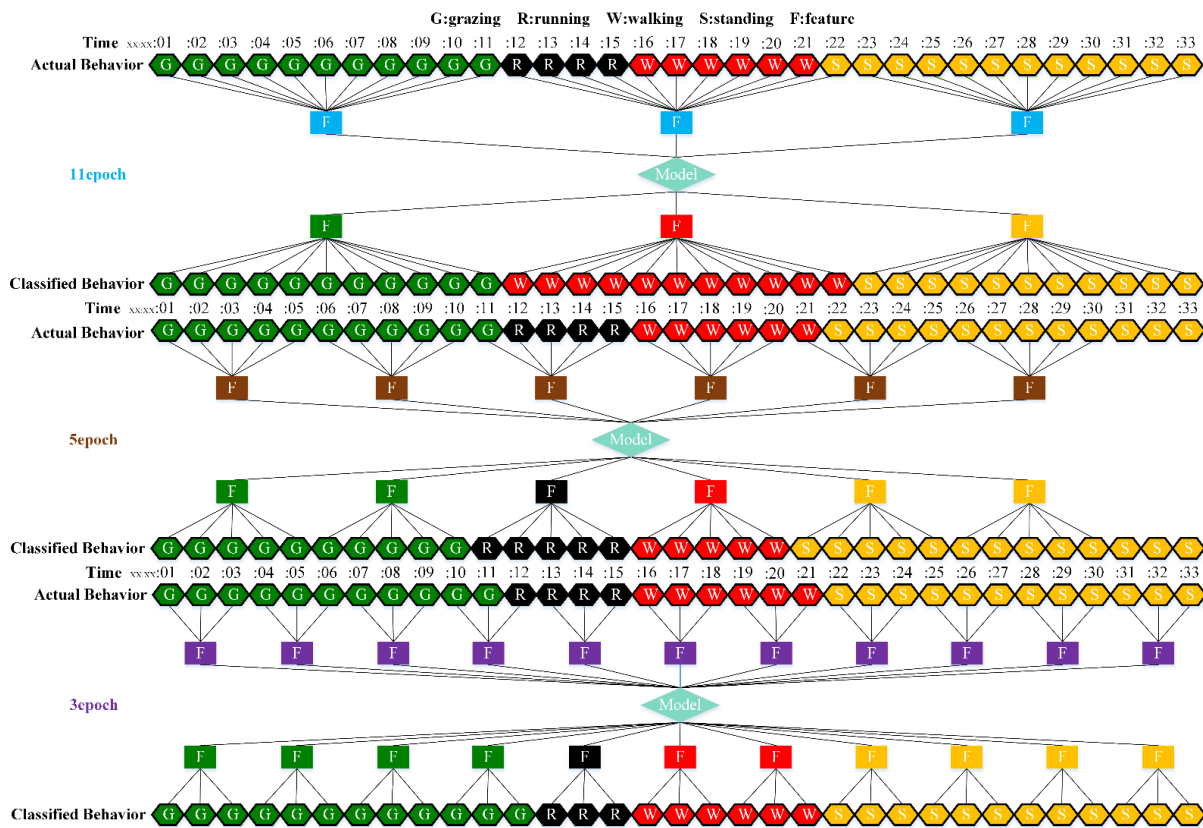 G:grazing R:running W:walking S:standing F:feature
Time xx:xx:01 :02 :03 :04 :05 :06 :07 :08 :09 :10 :11 :12 :13 :14 :15 :16 :17 :18 :19 :20 :21 :22 :23 :24 :25 :26 :27 :28 :29 :30 :31 :32 :33
Actual Behavior G G G G G G G G G G G R R R R W W W W W W S S S S S S S S S S S S
F F F
11epoch Model
F F F
Classified Behavior G G G G G G G G G G G W W W W W W W W W W W S S S S S S S S S S S
Time xx:xx:01 :02 :03 :04 :05 :06 :07 :08 :09 :10 :11 :12 :13 :14 :15 :16 :17 :18 :19 :20 :21 :22 :23 :24 :25 :26 :27 :28 :29 :30 :31 :32 :33
Actual Behavior G G G G G G G G G G G R R R R W W W W W W S S S S S S S S S S S S
F F F F F F
5epoch Model
F F F F F F
Classified Behavior G G G G G G G G G G R R R R R W W W W W S S S S S S S S S S S S S
Time xx:xx:01 :02 :03 :04 :05 :06 :07 :08 :09 :10 :11 :12 :13 :14 :15 :16 :17 :18 :19 :20 :21 :22 :23 :24 :25 :26 :27 :28 :29 :30 :31 :32 :33
Actual Behavior G G G G G G G G G G G R R R R W W W W W W S S S S S S S S S S S S
F F F F F F F F F F F
3epoch Model
F F F F F F F F F F F
Classified Behavior G G G G G G G G G G G G R R R W W W W W W S S S S S S S S S S S S